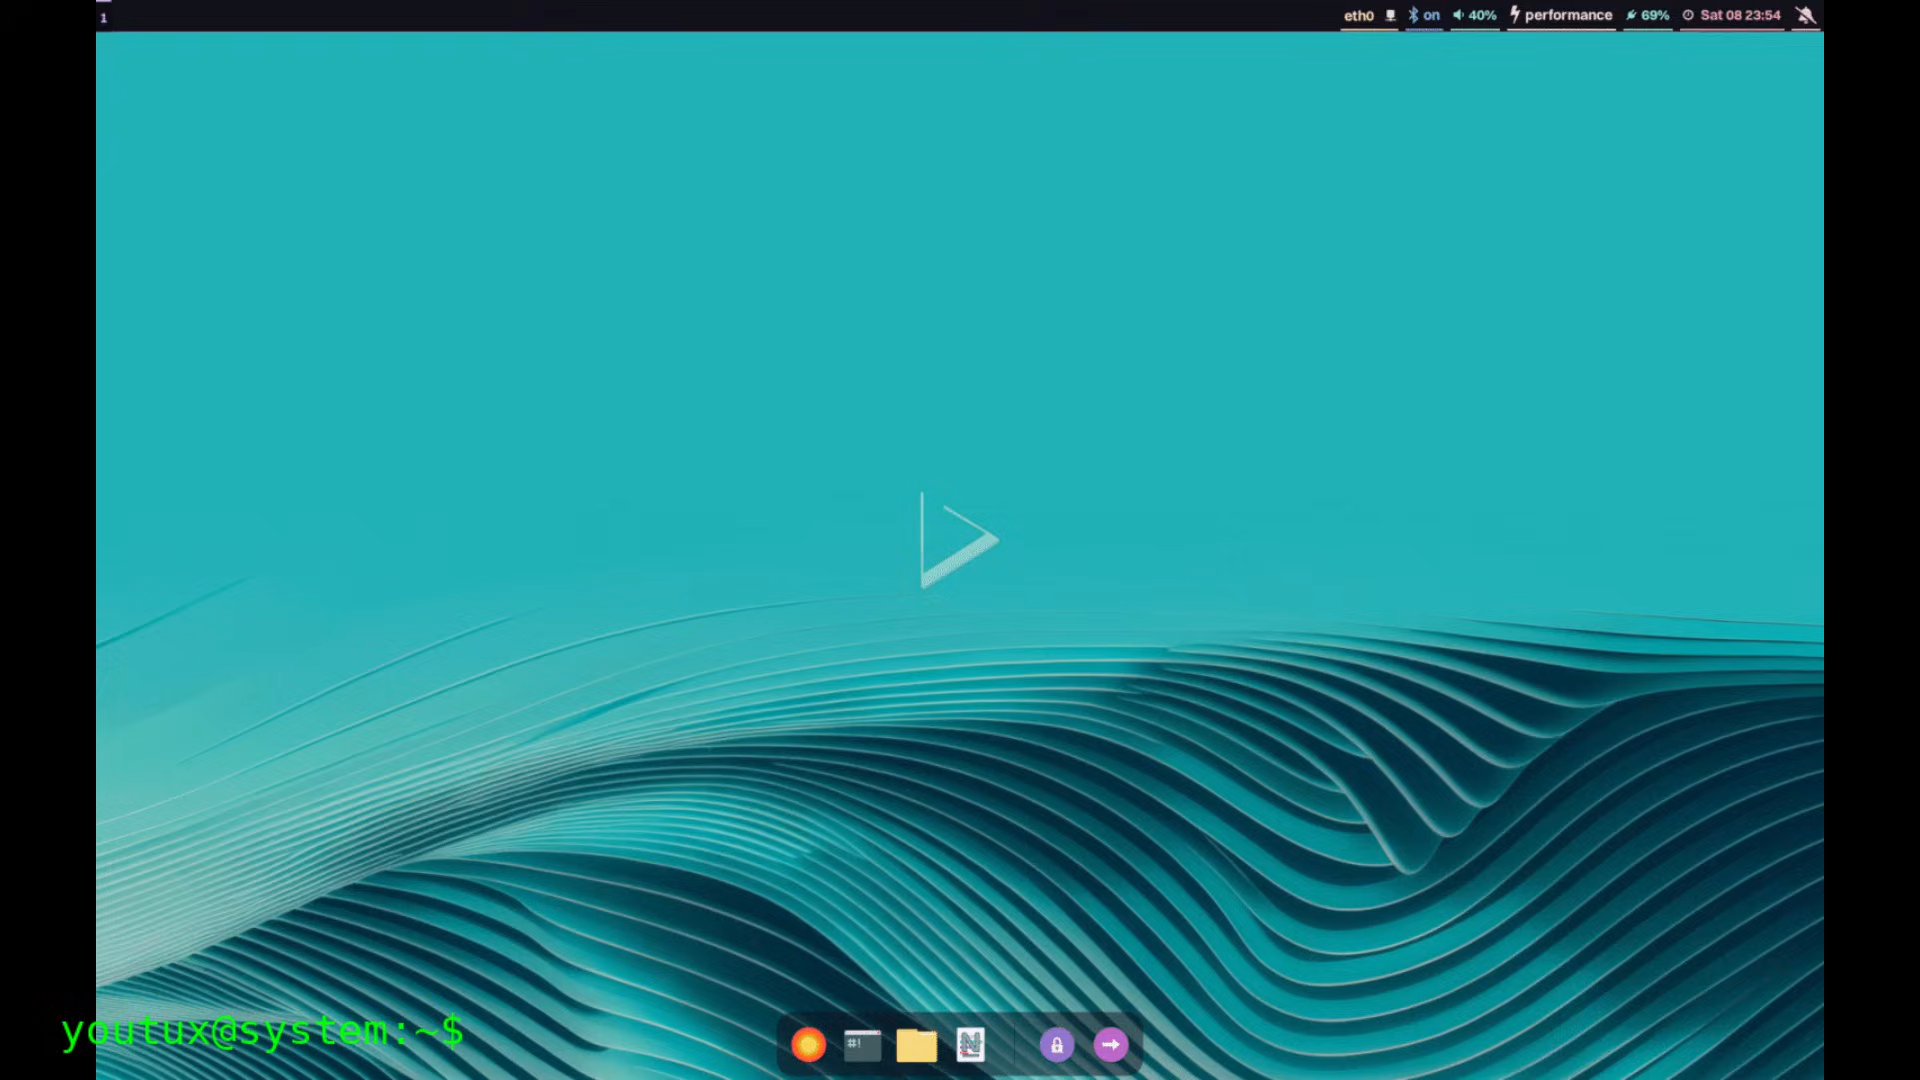 1
eth0 on 40% performance 69% Sat 08 23:54
youtux@system:~$
#!
N